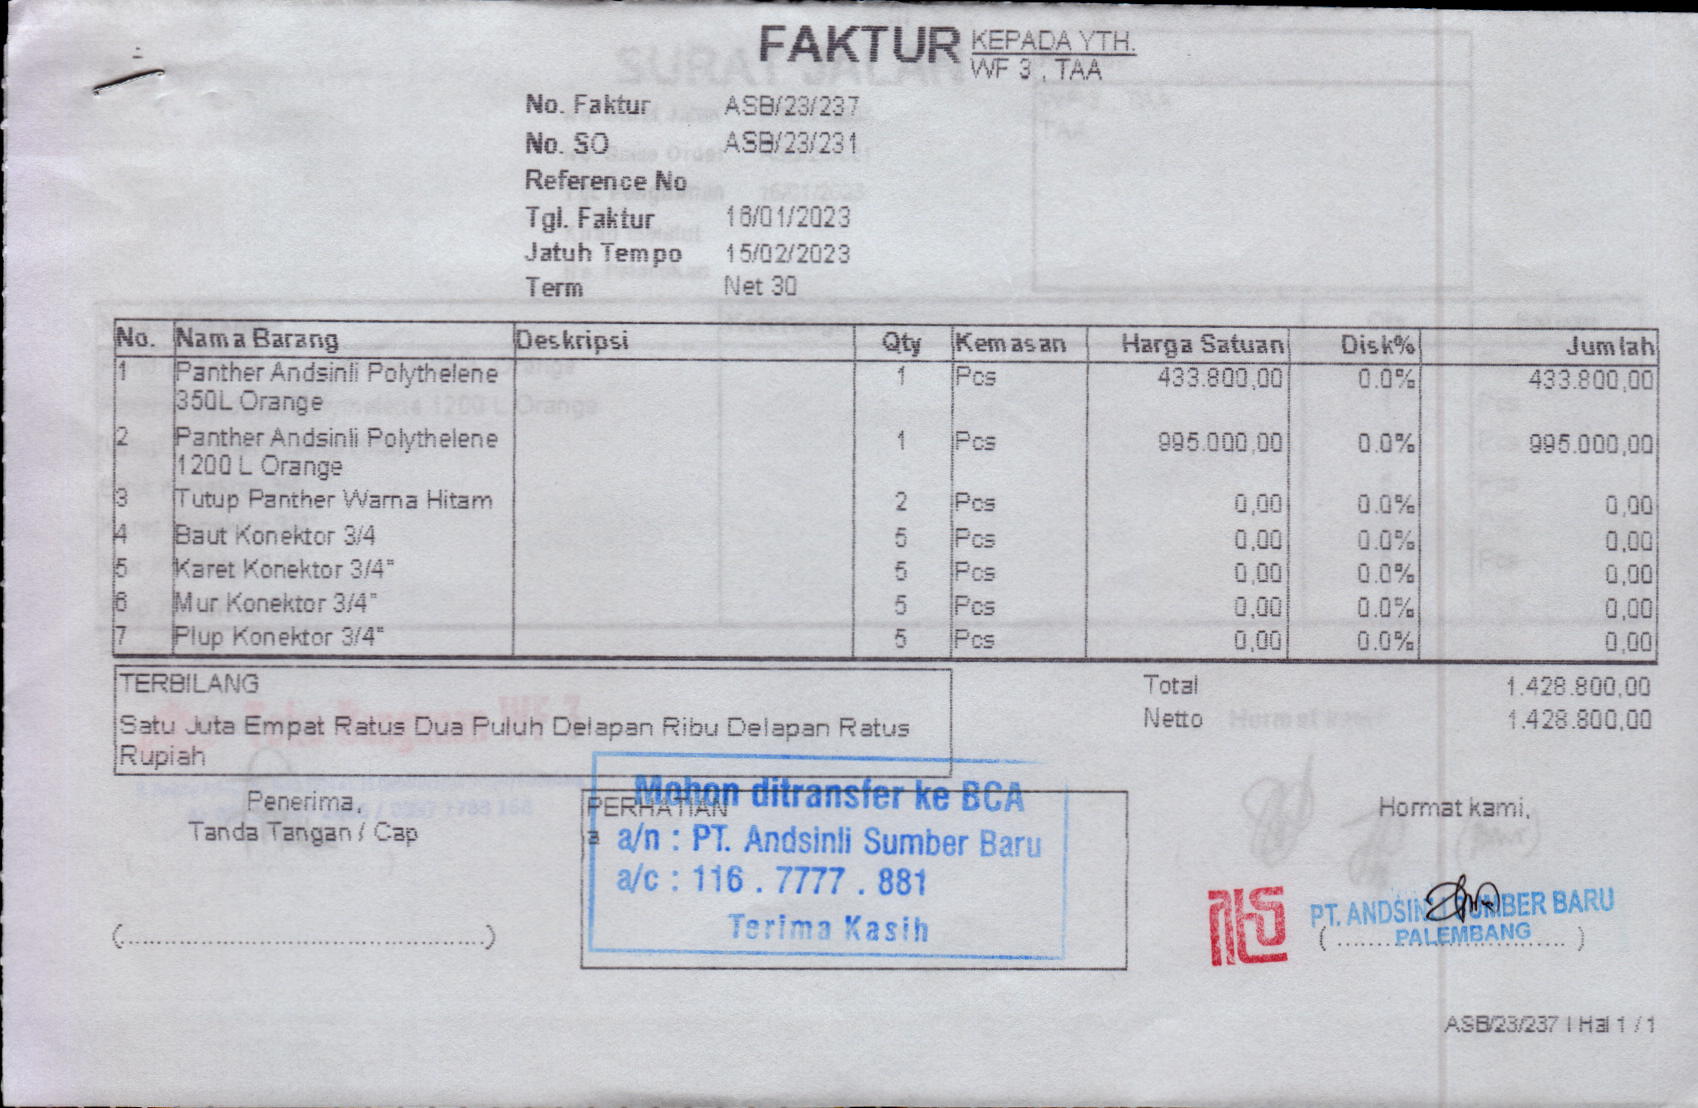 FAKTUR
KEPADA YTH.
WF 3 , TAA
No. Faktur ASB/23/237
No. SO ASB/23/231
Reference No
Tgl. Faktur 16/01/2023
Jatuh Tempo 15/02/2023
Term Net 30
No. Nama Barang Deskripsi Qty Kemasan Harga Satuan Disk% Jumlah
1 Panther Andsinli Polythelene 1 Pcs 433.800,00 0.0% 433.800,00
350L Orange
2 Panther Andsinli Polythelene 1 Pcs 995.000,00 0.0% 995.000,00
1200 L Orange
3 Tutup Panther Warna Hitam 2 Pcs 0,00 0.0% 0,00
4 Baut Konektor 3/4 5 Pcs 0,00 0.0% 0,00
5 Karet Konektor 3/4" 5 Pcs 0,00 0.0% 0,00
6 Mur Konektor 3/4" 5 Pcs 0,00 0.0% 0,00
7 Plup Konektor 3/4" 5 Pcs 0,00 0.0% 0,00
TERBILANG
Satu Juta Empat Ratus Dua Puluh Delapan Ribu Delapan Ratus
Rupiah
Total 1.428.800,00
Netto 1.428.800,00
Penerima,
Tanda Tangan / Cap
(................................................)
PERHATIAN
a
Mohon ditransfer ke BCA
a/n : PT. Andsinli Sumber Baru
a/c : 116 . 7777 . 881
Terima Kasih
Hormat kami,
PT. ANDSINLI SUMBER BARU
PALEMBANG
(................................)
ASB/23/237 | Hal 1 / 1